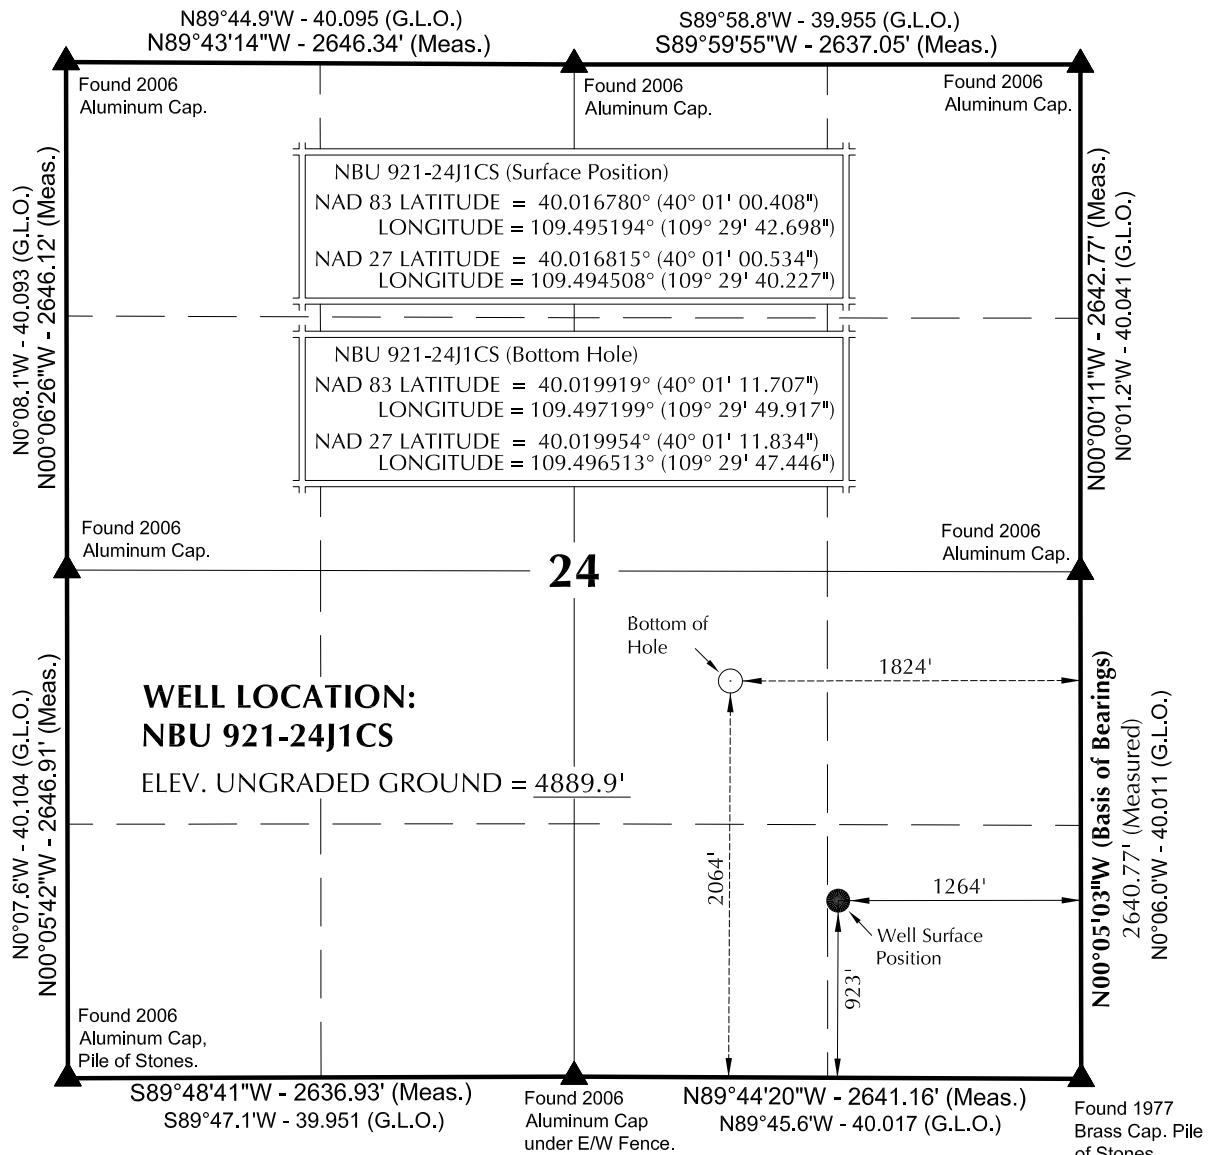 N89°44.9'W - 40.095 (G.L.O.)
N89°43'14"W - 2646.34' (Meas.)
S89°58.8'W - 39.955 (G.L.O.)
S89°59'55"W - 2637.05' (Meas.)
Found 2006
Aluminum Cap.
Found 2006
Aluminum Cap.
Found 2006
Aluminum Cap.
N0°08.1'W - 40.093 (G.L.O.)
N00°06'26"W - 2646.12' (Meas.)
NBU 921-24J1CS (Surface Position)
NAD 83 LATITUDE = 40.016780° (40° 01' 00.408")
LONGITUDE = 109.495194° (109° 29' 42.698")
NAD 27 LATITUDE = 40.016815° (40° 01' 00.534")
LONGITUDE = 109.494508° (109° 29' 40.227")
NBU 921-24J1CS (Bottom Hole)
NAD 83 LATITUDE = 40.019919° (40° 01' 11.707")
LONGITUDE = 109.497199° (109° 29' 49.917")
NAD 27 LATITUDE = 40.019954° (40° 01' 11.834")
LONGITUDE = 109.496513° (109° 29' 47.446")
N00°00'11"W - 2642.77' (Meas.)
N0°01.2'W - 40.041 (G.L.O.)
Found 2006
Aluminum Cap.
24
Found 2006
Aluminum Cap.
Bottom of
Hole
1824'
WELL LOCATION:
NBU 921-24J1CS
ELEV. UNGRADED GROUND = 4889.9'
N0°07.6'W - 40.104 (G.L.O.)
N00°05'42"W - 2646.91' (Meas.)
2064'
1264'
Well Surface
Position
923'
N00°05'03"W (Basis of Bearings)
2640.77' (Measured)
N0°06.0'W - 40.011 (G.L.O.)
Found 2006
Aluminum Cap,
Pile of Stones.
S89°48'41"W - 2636.93' (Meas.)
S89°47.1'W - 39.951 (G.L.O.)
Found 2006
Aluminum Cap
under E/W Fence.
N89°44'20"W - 2641.16' (Meas.)
N89°45.6'W - 40.017 (G.L.O.)
Found 1977
Brass Cap. Pile
of Stones